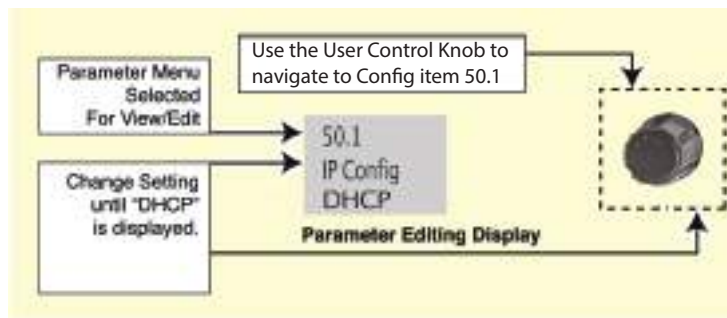 Use the User Control Knob to
navigate to Config item 50.1
Parameter Menu
Selected
For View/Edit
50.1
IP Config
DHCP
Change Setting
until "DHCP"
is displayed.
Parameter Editing Display